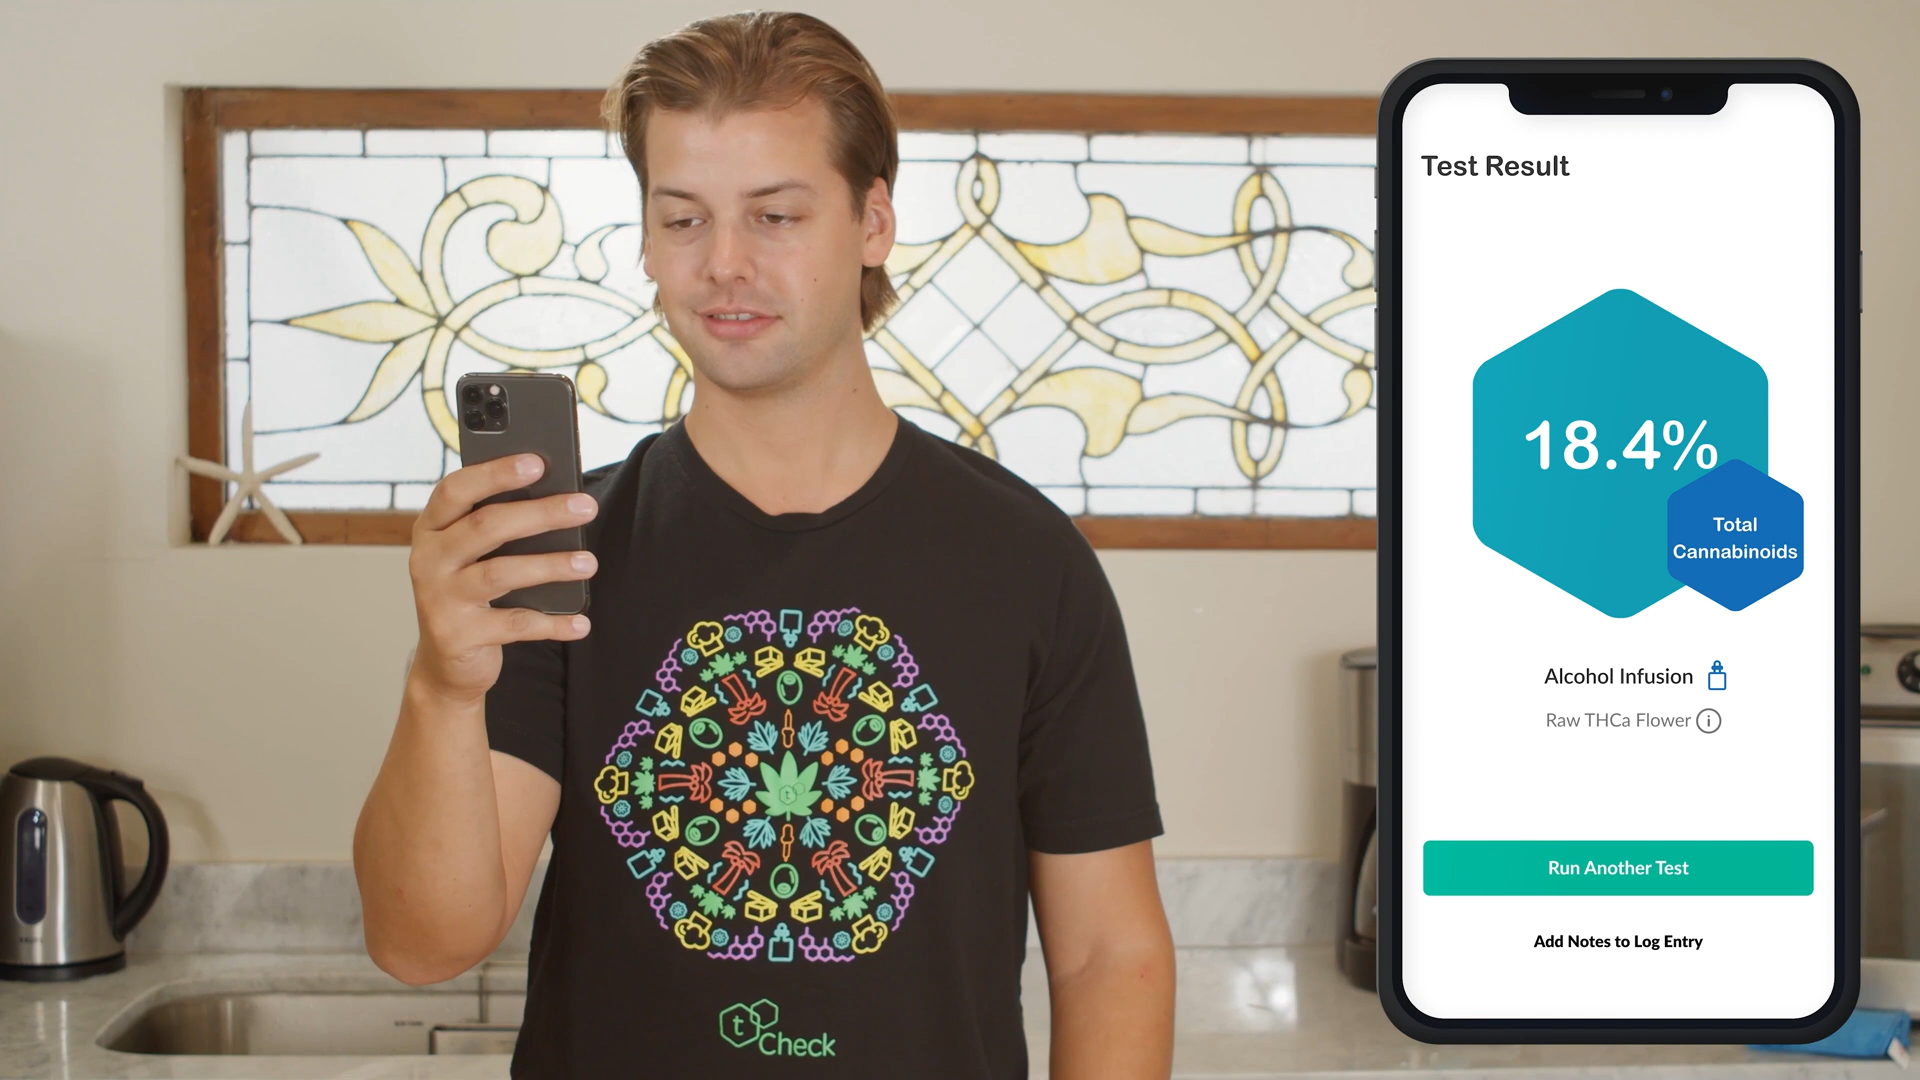 Test Result
18.4%
Total
Cannabinoids
Alcohol Infusion
Raw THCa Flower
Run Another Test
Add Notes to Log Entry
t
t
Check